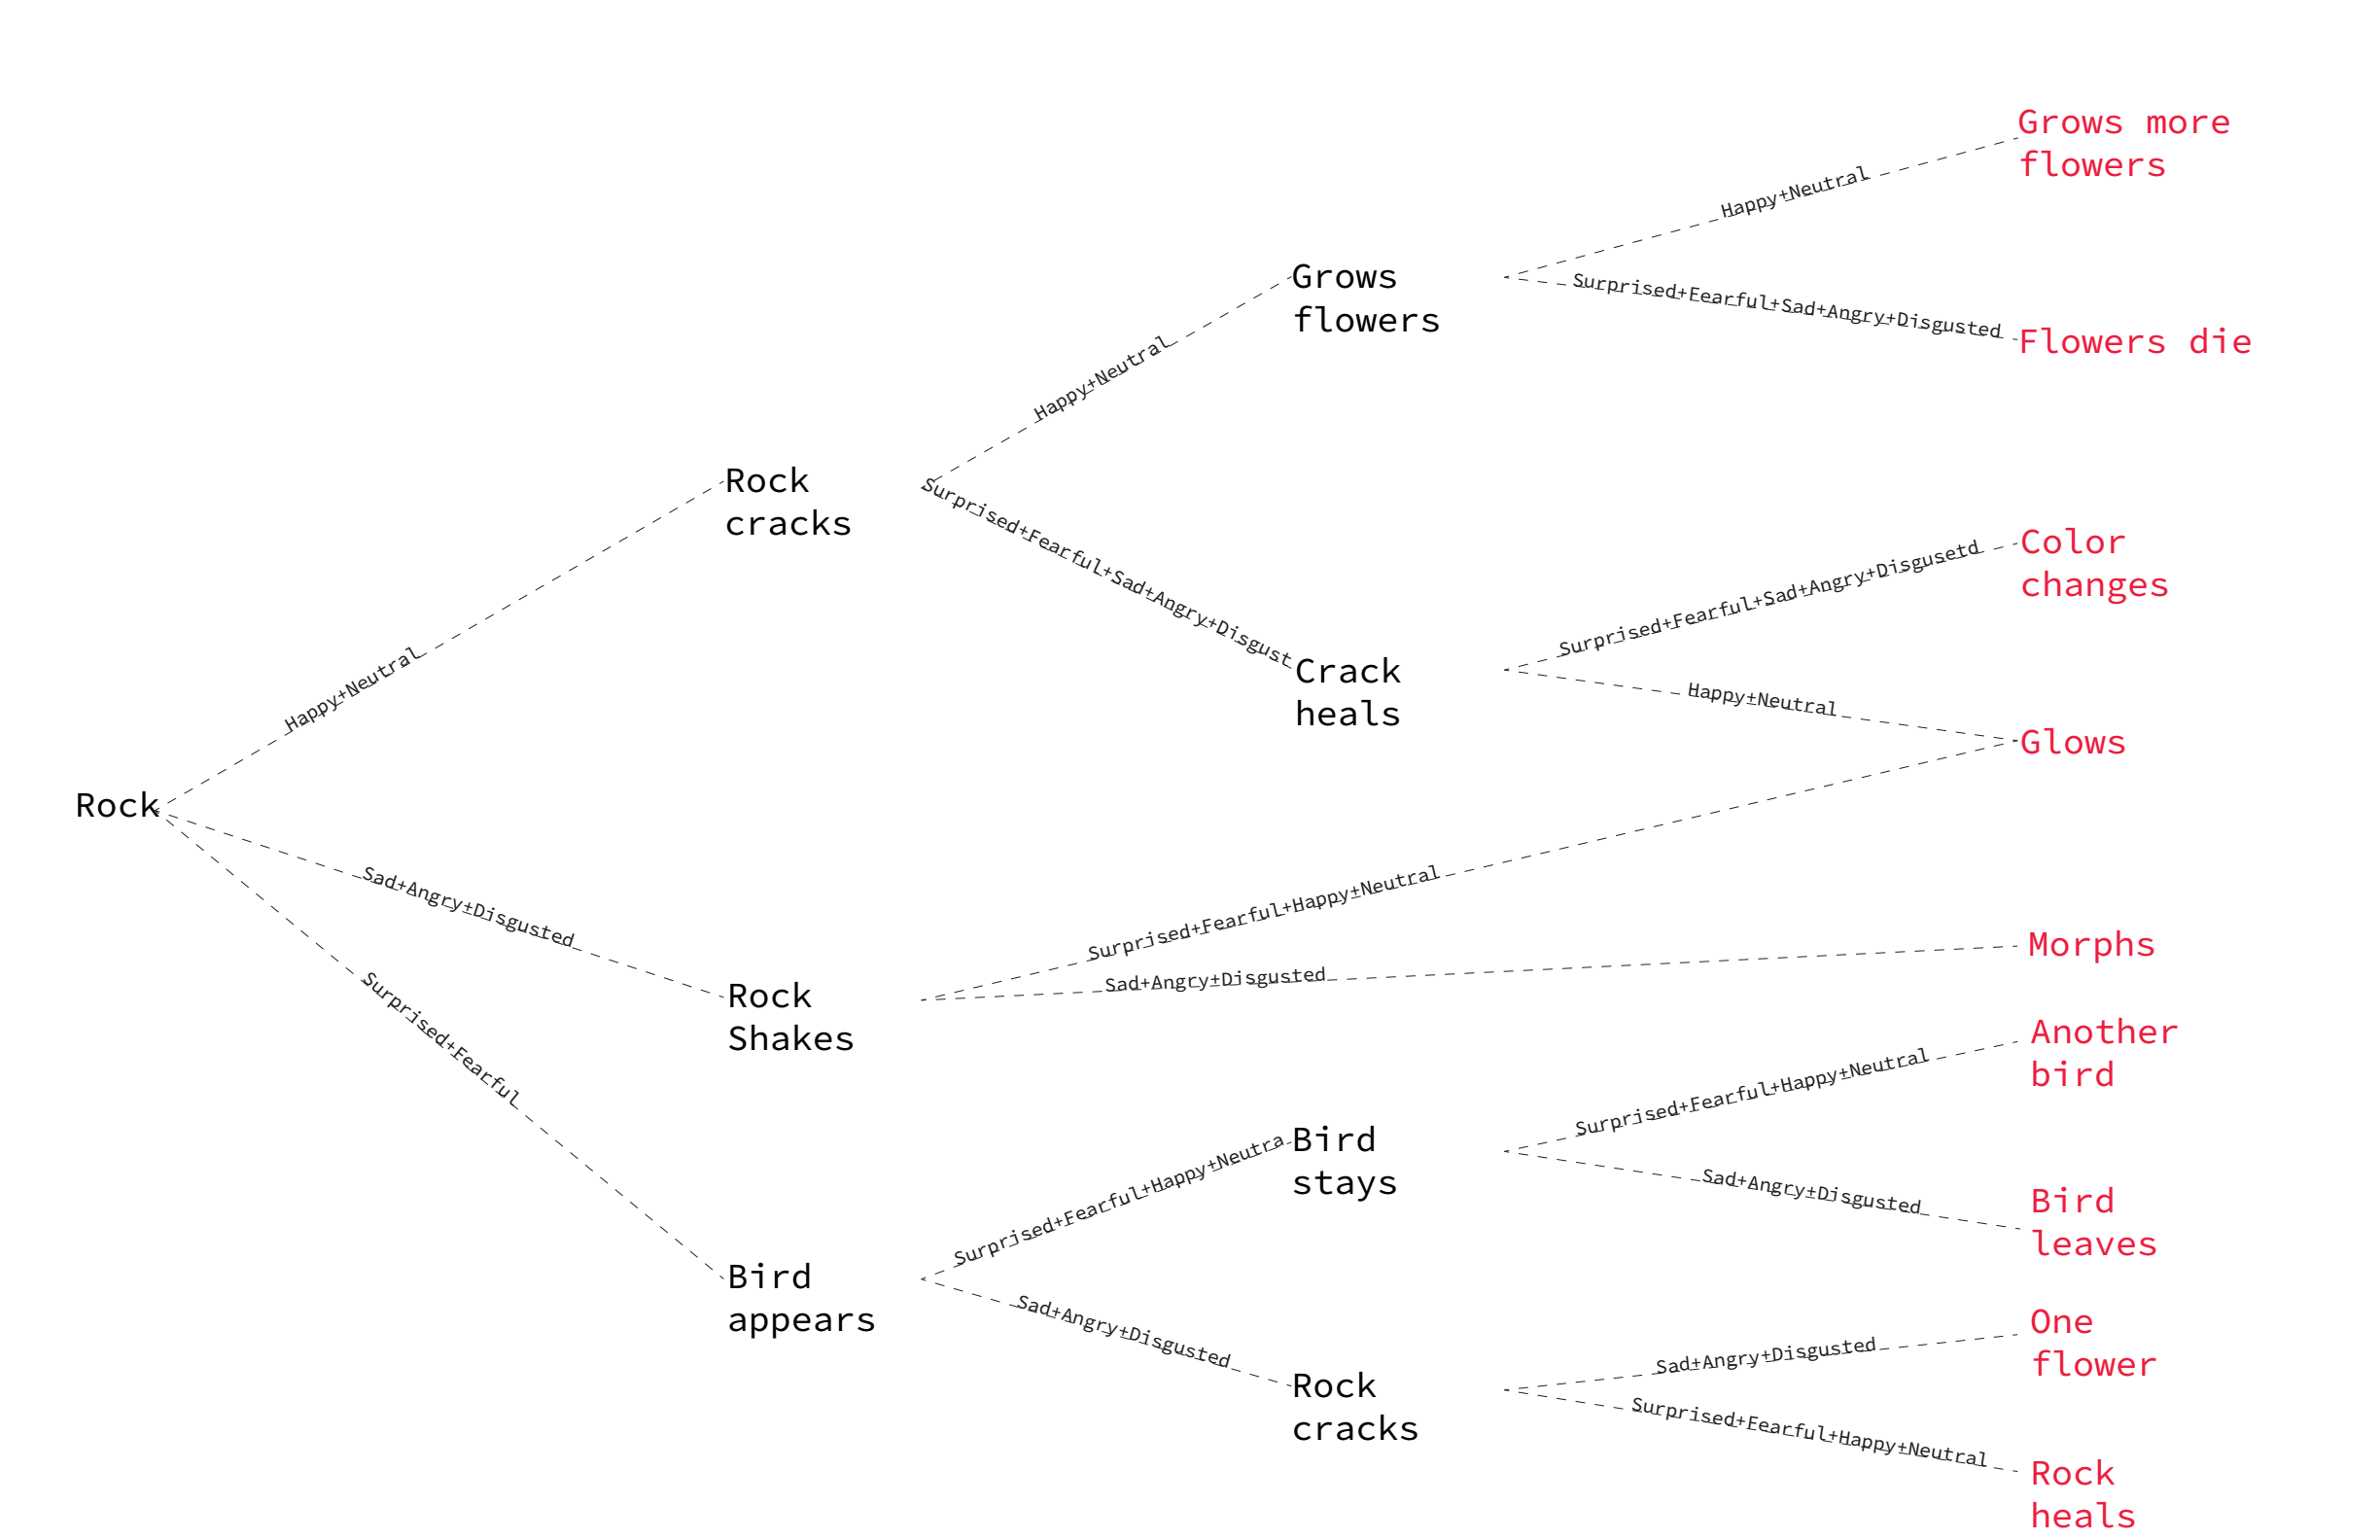 Grows more
flowers
Happy+Neutral
Grows
flowers
Surprised+Fearful+Sad+Angry+Disgusted
Flowers die
Happy+Neutral
Rock
cracks
Surprised+Fearful+Sad+Angry+Disgust
Color
changes
Surprised+Fearful+Sad+Angry+Disgusetd
Crack
heals
Happy+Neutral
Glows
Happy+Neutral
Rock
Sad+Angry+Disgusted
Surprised+Fearful+Happy+Neutral
Morphs
Sad+Angry+Disgusted
Rock
Shakes
Surprised+Fearful
Another
bird
Surprised+Fearful+Happy+Neutral
Bird
stays
Surprised+Fearful+Happy+Neutra
Sad+Angry+Disgusted
Bird
leaves
Bird
appears
Sad+Angry+Disgusted
One
flower
Sad+Angry+Disgusted
Rock
cracks
Surprised+Fearful+Happy+Neutral
Rock
heals